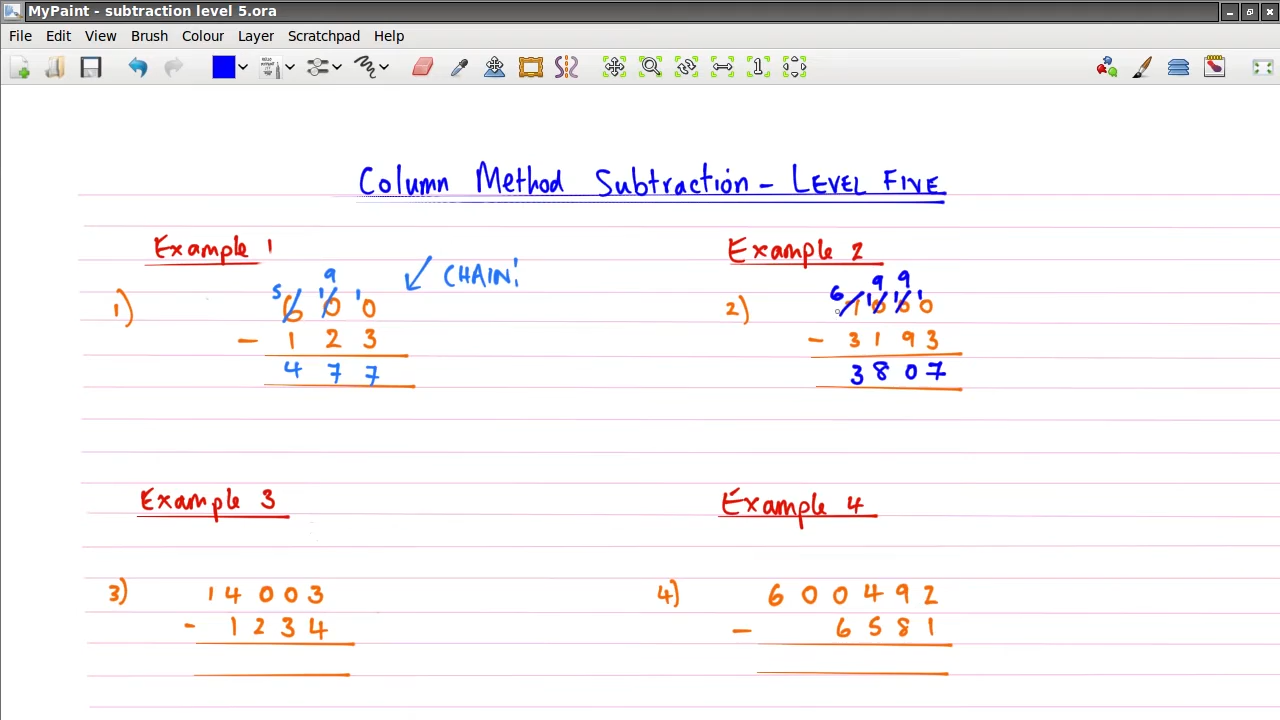 MyPaint - subtraction level 5.ora
File Edit View Brush Colour Layer Scratchpad Help
Column Method Subtraction - LEVEL FIVE
Example 1
CHAIN!
5 9
1) 6 10 10
- 1 2 3
4 7 7
Example 2
6 9 9
2) 7 10 10 10
- 3 1 9 3
3 8 0 7
Example 3
3) 1 4 0 0 3
- 1 2 3 4
Example 4
4) 6 0 0 4 9 2
- 6 5 8 1